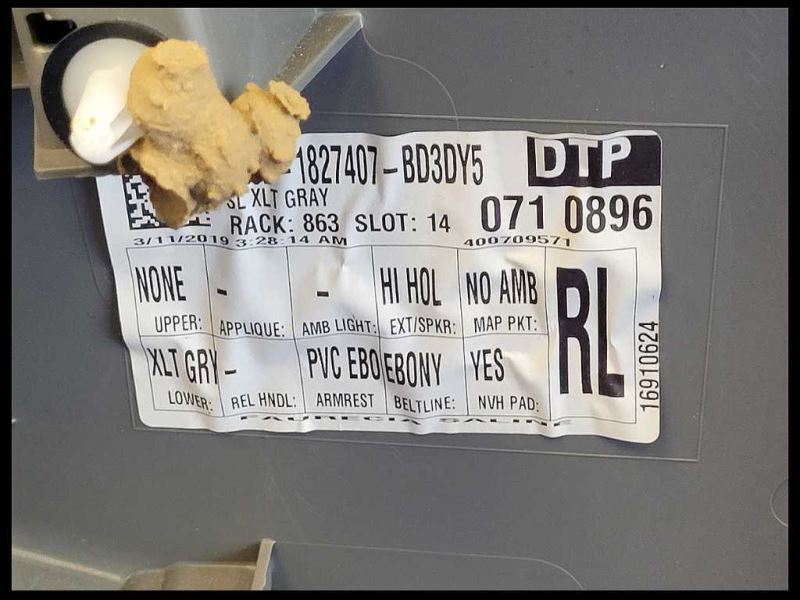 -1827407-BD3DY5 DTP
SL XLT GRAY
RACK: 863 SLOT: 14 071 0896
3/11/2019 3:28:14 AM 400709571
NONE - - HI HOL NO AMB RL
UPPER: APPLIQUE: AMB LIGHT: EXT/SPKR: MAP PKT:
XLT GRY - PVC EBO EBONY YES
LOWER: REL HNDL: ARMREST BELTLINE: NVH PAD:
16910624
FAURECIA SALINE